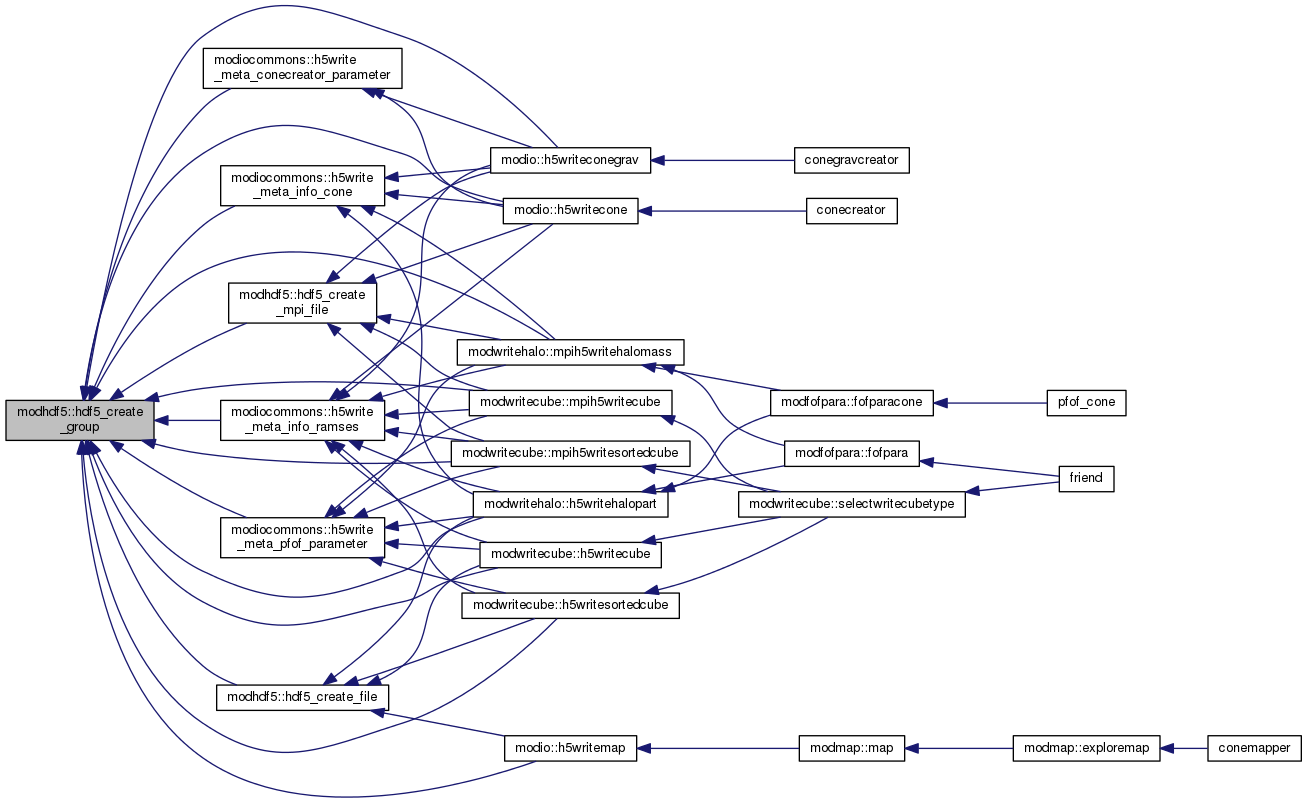 modiocommons::h5write
_meta_conecreator_parameter
modio::h5writeconegrav
conegravcreator
modiocommons::h5write
_meta_info_cone
modio::h5writecone
conecreator
modhdf5::hdf5_create
_mpi_file
modwritehalo::mpih5writehalomass
modhdf5::hdf5_create
_group
modiocommons::h5write
_meta_info_ramses
modwritecube::mpih5writecube
modfofpara::fofparacone
pfof_cone
modwritecube::mpih5writesortedcube
modfofpara::fofpara
friend
modwritehalo::h5writehalopart
modwritecube::selectwritecubetype
modiocommons::h5write
_meta_pfof_parameter
modwritecube::h5writecube
modwritecube::h5writesortedcube
modhdf5::hdf5_create_file
modio::h5writemap
modmap::map
modmap::exploremap
conemapper